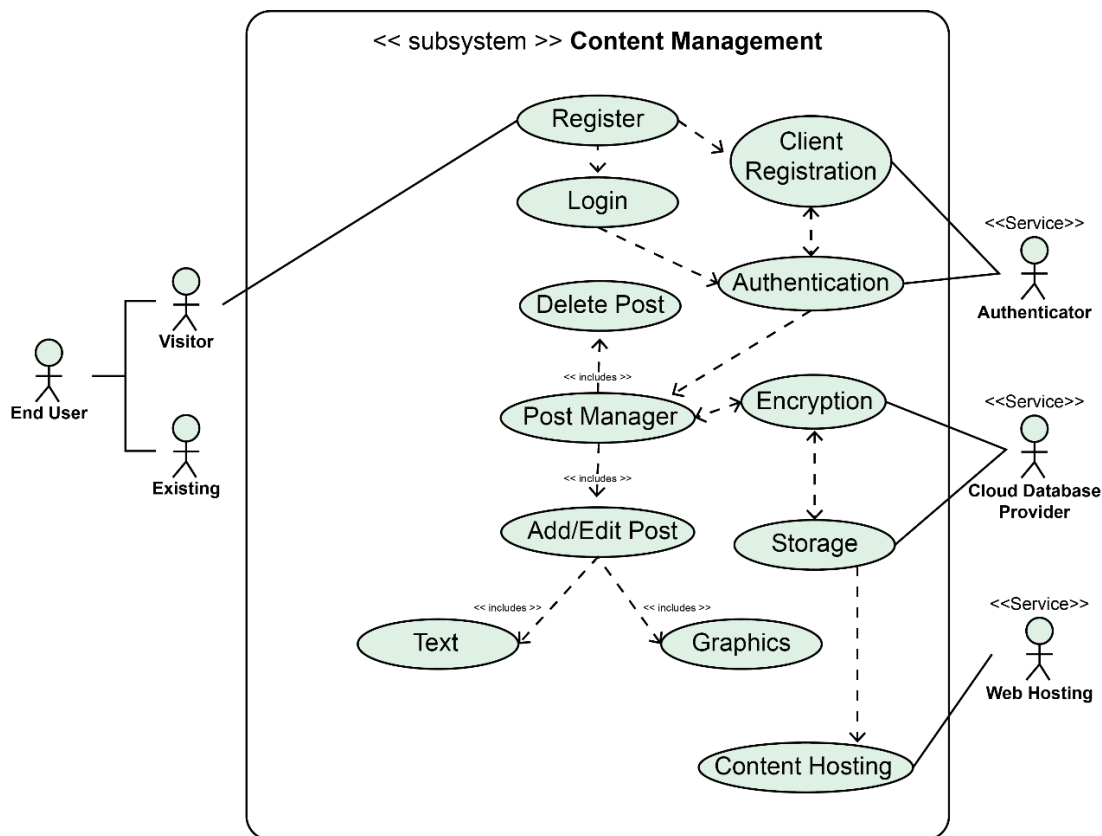 << subsystem >> Content Management
Register
Client
Registration
Login
<<Service>>
Authenticator
Authentication
Delete Post
Visitor
End User
<< includes >>
Post Manager
Encryption
<<Service>>
Cloud Database
Provider
Existing
<< includes >>
Add/Edit Post
Storage
<< includes >>
<< includes >>
Text
Graphics
<<Service>>
Web Hosting
Content Hosting